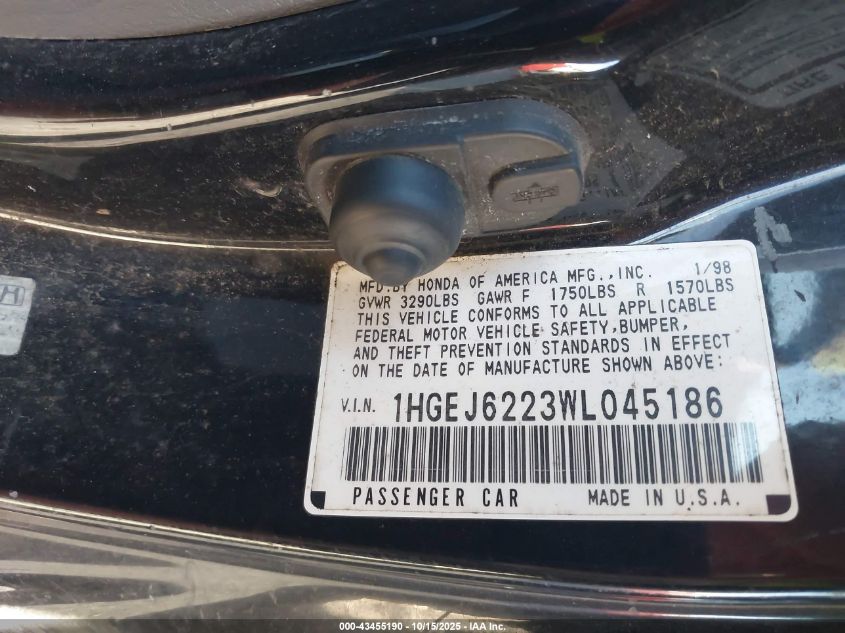 MFD.BY HONDA OF AMERICA MFG.,INC. 1/98
GVWR 3290LBS GAWR F 1750LBS R 1570LBS
THIS VEHICLE CONFORMS TO ALL APPLICABLE
FEDERAL MOTOR VEHICLE SAFETY,BUMPER,
AND THEFT PREVENTION STANDARDS IN EFFECT
ON THE DATE OF MANUFACTURE SHOWN ABOVE:
V.I.N. 1HGEJ6223WL045186
PASSENGER CAR MADE IN U.S.A.
000-43455190 - 10/15/2025 - IAA Inc.